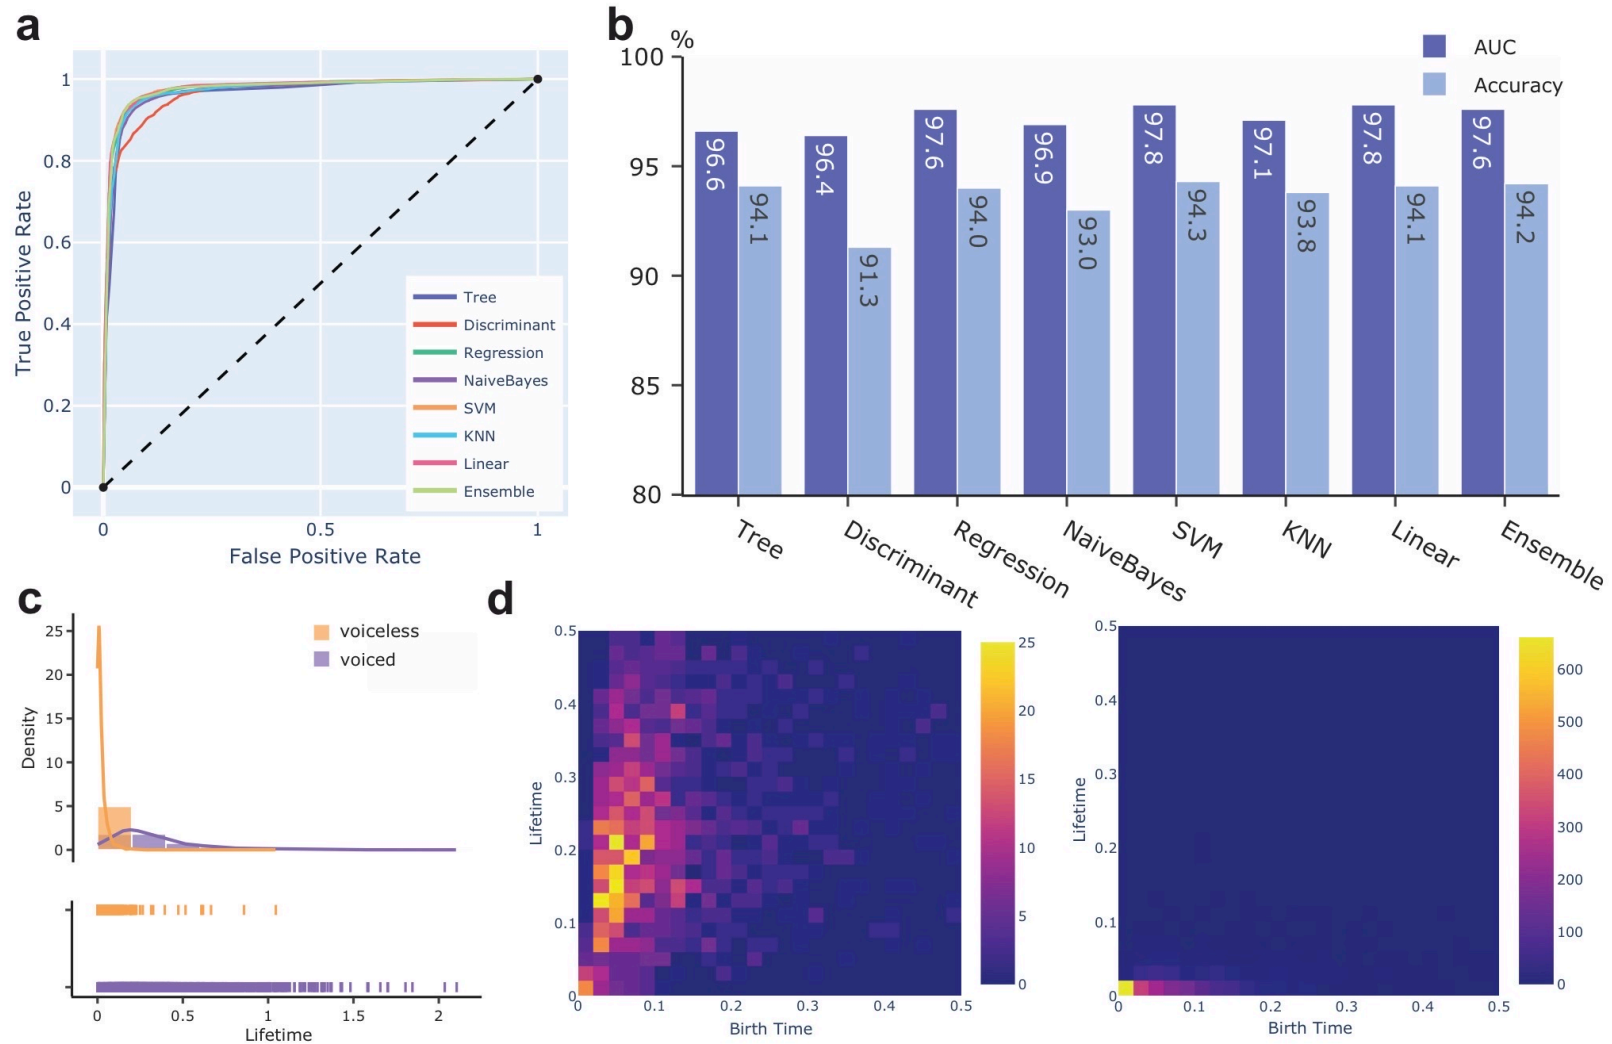 a
1
0.8
0.6
0.4
0.2
0
0
0.5
1
True Positive Rate
False Positive Rate
Tree
Discriminant
Regression
NaiveBayes
SVM
KNN
Linear
Ensemble
b
%
100
95
90
85
80
AUC
Accuracy
96.6
94.1
96.4
91.3
97.6
94.0
96.9
93.0
97.8
94.3
97.1
93.8
97.8
94.1
97.6
94.2
Tree
Discriminant
Regression
NaiveBayes
SVM
KNN
Linear
Ensemble
c
25
20
15
10
5
0
Density
voiceless
voiced
0
0.5
1
1.5
2
Lifetime
d
0.5
0.4
0.3
0.2
0.1
0
Lifetime
0
0.1
0.2
0.3
0.4
0.5
Birth Time
25
20
15
10
5
0
0.5
0.4
0.3
0.2
0.1
0
Lifetime
0
0.1
0.2
0.3
0.4
0.5
Birth Time
600
500
400
300
200
100
0